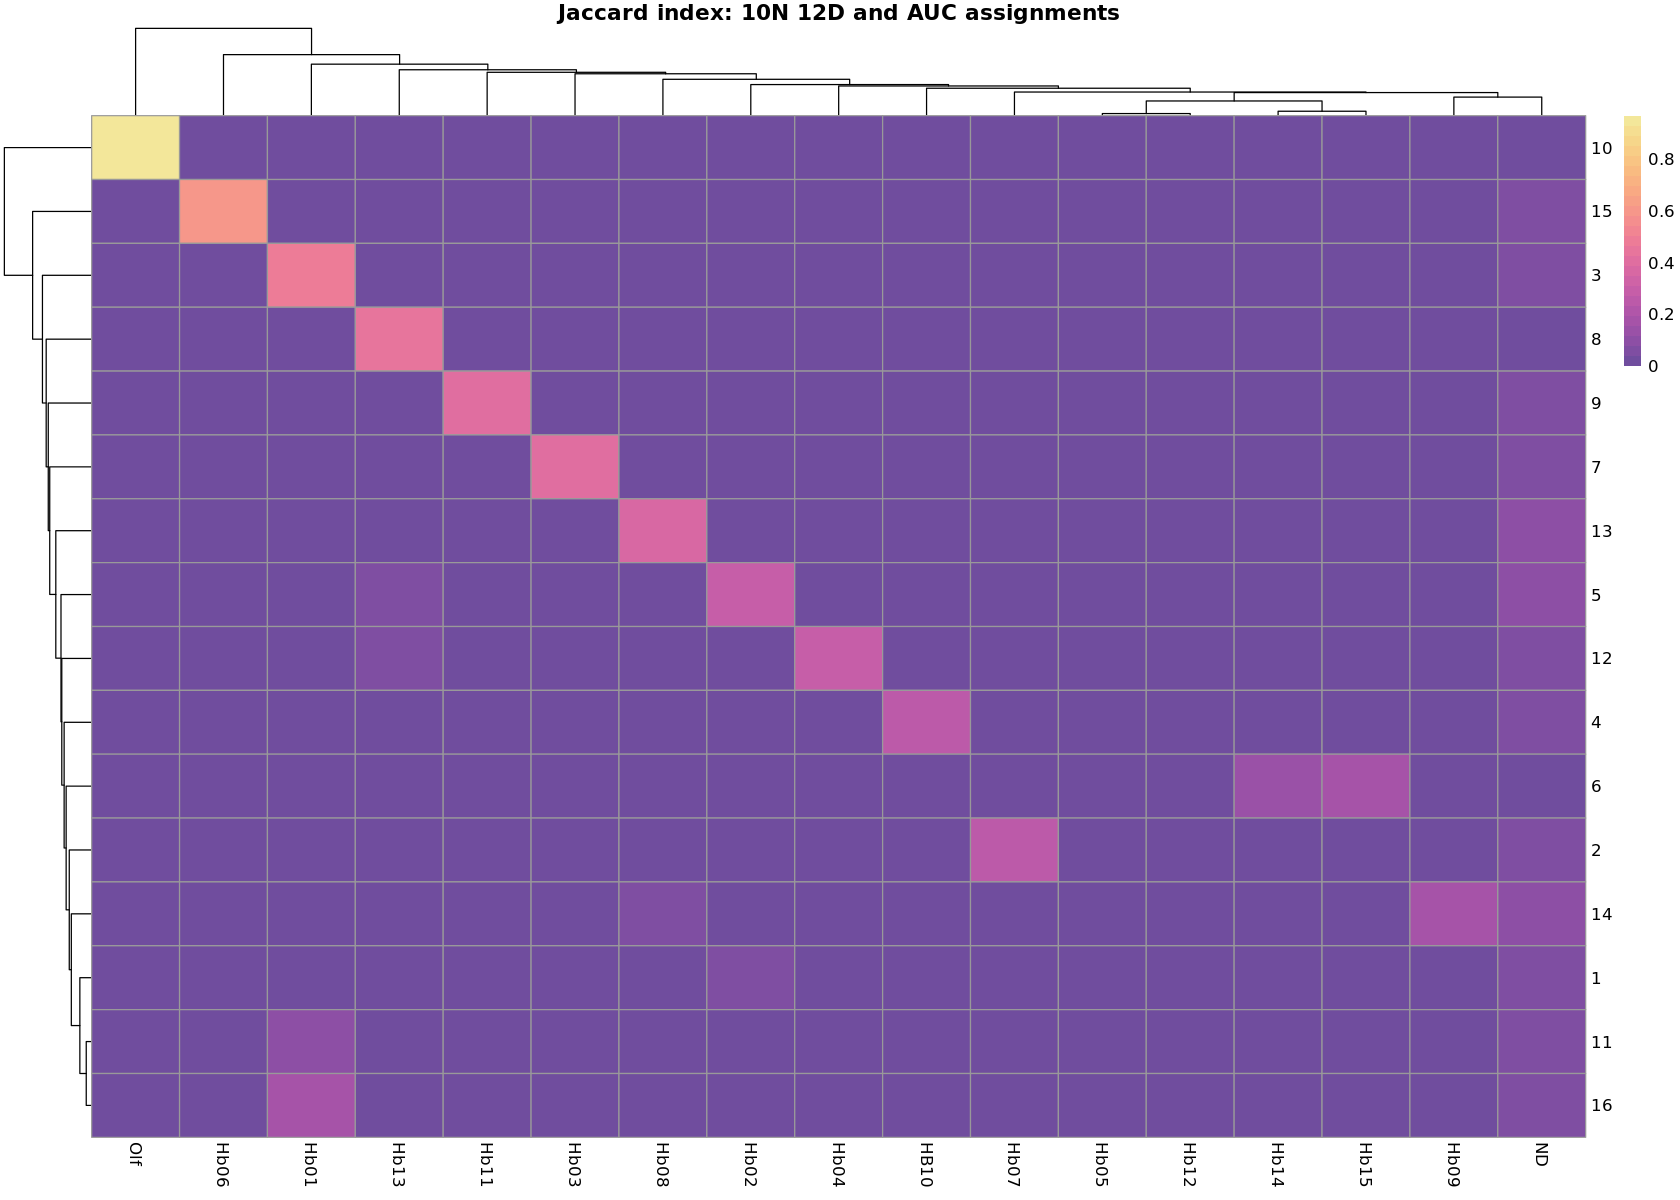 Jaccard index: 10N 12D and AUC assignments
10
15
3
8
9
7
13
5
12
4
6
2
14
1
11
16
0.8
0.6
0.4
0.2
0
Olf
Hb06
Hb01
Hb13
Hb11
Hb03
Hb08
Hb02
Hb04
HB10
Hb07
Hb05
Hb12
Hb14
Hb15
Hb09
ND